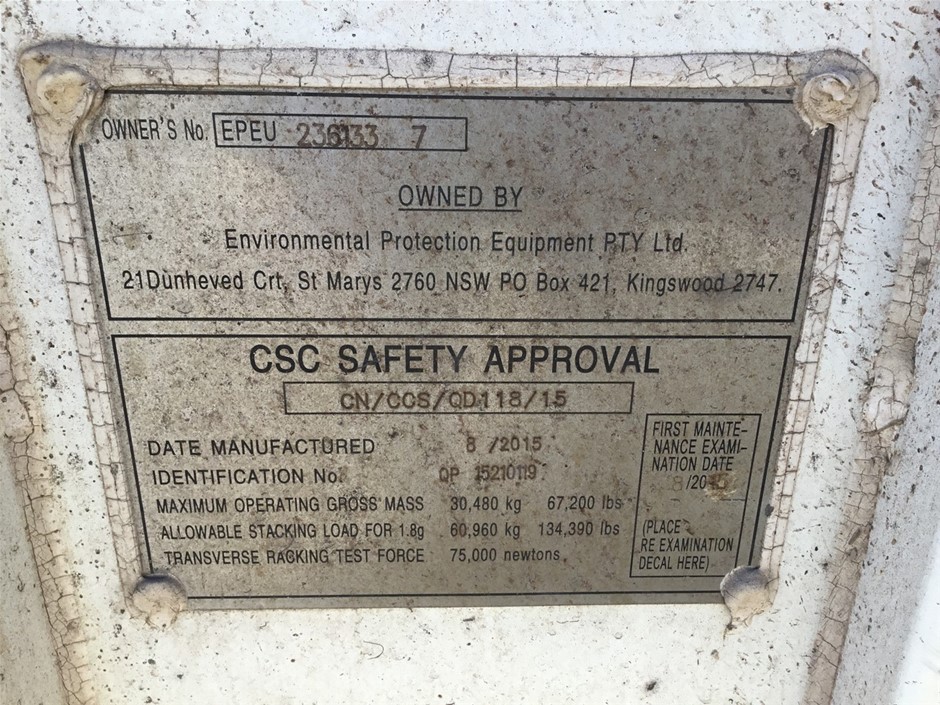 OWNER'S No. EPEU 236133 7
OWNED BY
Environmental Protection Equipment PTY Ltd.
21 Dunheved Crt, St Marys 2760 NSW PO Box 421, Kingswood 2747.
CSC SAFETY APPROVAL
CN/CCS/QD118/15
DATE MANUFACTURED 8 /2015
IDENTIFICATION No. QP 15210119
MAXIMUM OPERATING GROSS MASS 30,480 kg 67,200 lbs
ALLOWABLE STACKING LOAD FOR 1.8g 60,960 kg 134,390 lbs
TRANSVERSE RACKING TEST FORCE 75,000 newtons
FIRST MAINTE-
NANCE EXAMI-
NATION DATE
(PLACE
RE EXAMINATION
DECAL HERE)